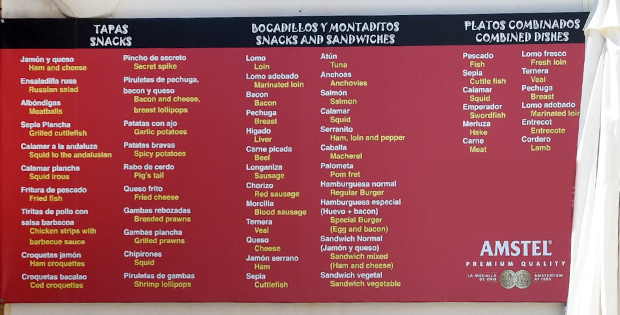 TAPAS
SNACKS
Jamón y queso
Ham and cheese
Ensaladilla rusa
Russian salad
Albóndigas
Meatballs
Sepia Plancha
Grilled cuttlefish
Calamar a la andaluza
Squid to the andalusian
Calamar plancha
Squid irous
Fritura de pescado
Fried fish
Tiritas de pollo con
salsa barbacoa
Chicken strips with
barbecue sauce
Croquetas jamón
Ham croquettes
Croquetas bacalao
Cod croquettes
Pincho de secreto
Secret spike
Piruletas de pechuga,
bacon y queso
Bacon and cheese,
breast lollipops
Patatas con ajo
Garlic potatoes
Patatas bravas
Spicy potatoes
Rabo de cerdo
Pig's tail
Queso frito
Fried cheese
Gambas rebozadas
Breaded prawns
Gambas plancha
Grilled prawns
Chipirones
Squid
Piruletas de gambas
Shrimp lollipops
BOCADILLOS Y MONTADITOS
SNACKS AND SANDWICHES
Lomo
Loin
Lomo adobado
Marinated loin
Bacon
Bacon
Pechuga
Breast
Higado
Liver
Carne picada
Beef
Longaniza
Sausage
Chorizo
Red sausage
Morcilla
Blood sausage
Ternera
Veal
Queso
Cheese
Jamón serrano
Ham
Sepia
Cuttlefish
Atún
Tuna
Anchoas
Anchovies
Salmón
Salmon
Calamar
Squid
Serranito
Ham, loin and pepper
Caballa
Macherel
Palometa
Pom fret
Hamburguesa normal
Regular Burger
Hamburguesa especial
(Huevo + bacon)
Special Burger
(Egg and bacon)
Sandwich Normal
(Jamón y queso)
Sandwich mixed
(Ham and cheese)
Sandwich vegetal
Sandwich vegetable
PLATOS COMBINADOS
COMBINED DISHES
Pescado
Fish
Sepia
Cuttle fish
Calamar
Squid
Emperador
Swordfish
Merluza
Hake
Carne
Meat
Lomo fresco
Fresh loin
Ternera
Veal
Pechuga
Breast
Lomo adobado
Marinated loin
Entrecot
Entrecote
Cordero
Lamb
AMSTEL
PREMIUM QUALITY
LA MEDALLA
DE ORO
AMSTERDAM